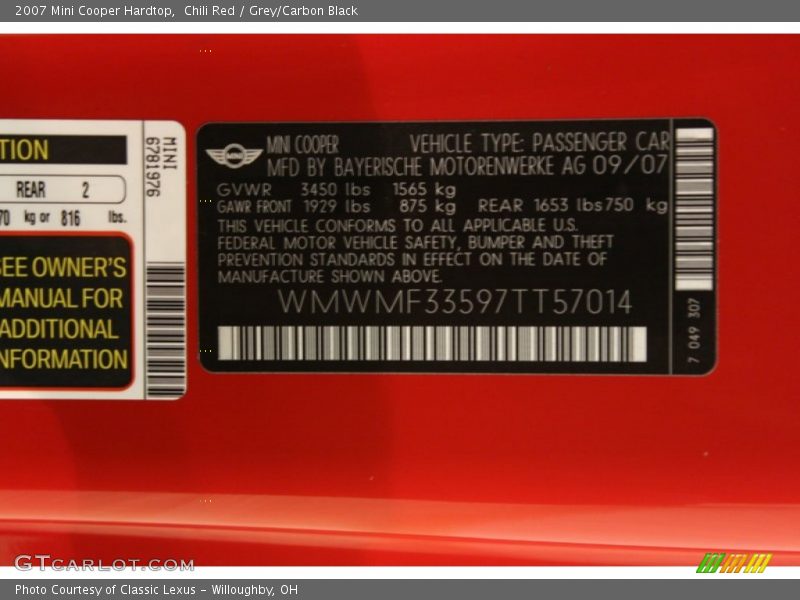 2007 Mini Cooper Hardtop,  Chili Red / Grey/Carbon Black
TION
REAR 2
70 kg or 816 lbs.
SEE OWNER'S
MANUAL FOR
ADDITIONAL
INFORMATION
MINI
6781976
MINI
MINI COOPER VEHICLE TYPE: PASSENGER CAR
MFD BY BAYERISCHE MOTORENWERKE AG 09/07
GVWR 3450 lbs 1565 kg
GAWR FRONT 1929 lbs 875 kg REAR 1653 lbs 750 kg
THIS VEHICLE CONFORMS TO ALL APPLICABLE U.S.
FEDERAL MOTOR VEHICLE SAFETY, BUMPER AND THEFT
PREVENTION STANDARDS IN EFFECT ON THE DATE OF
MANUFACTURE SHOWN ABOVE.
WMWMF33597TT57014
7 049 307
GTCARLOT.COM
Photo Courtesy of Classic Lexus - Willoughby, OH